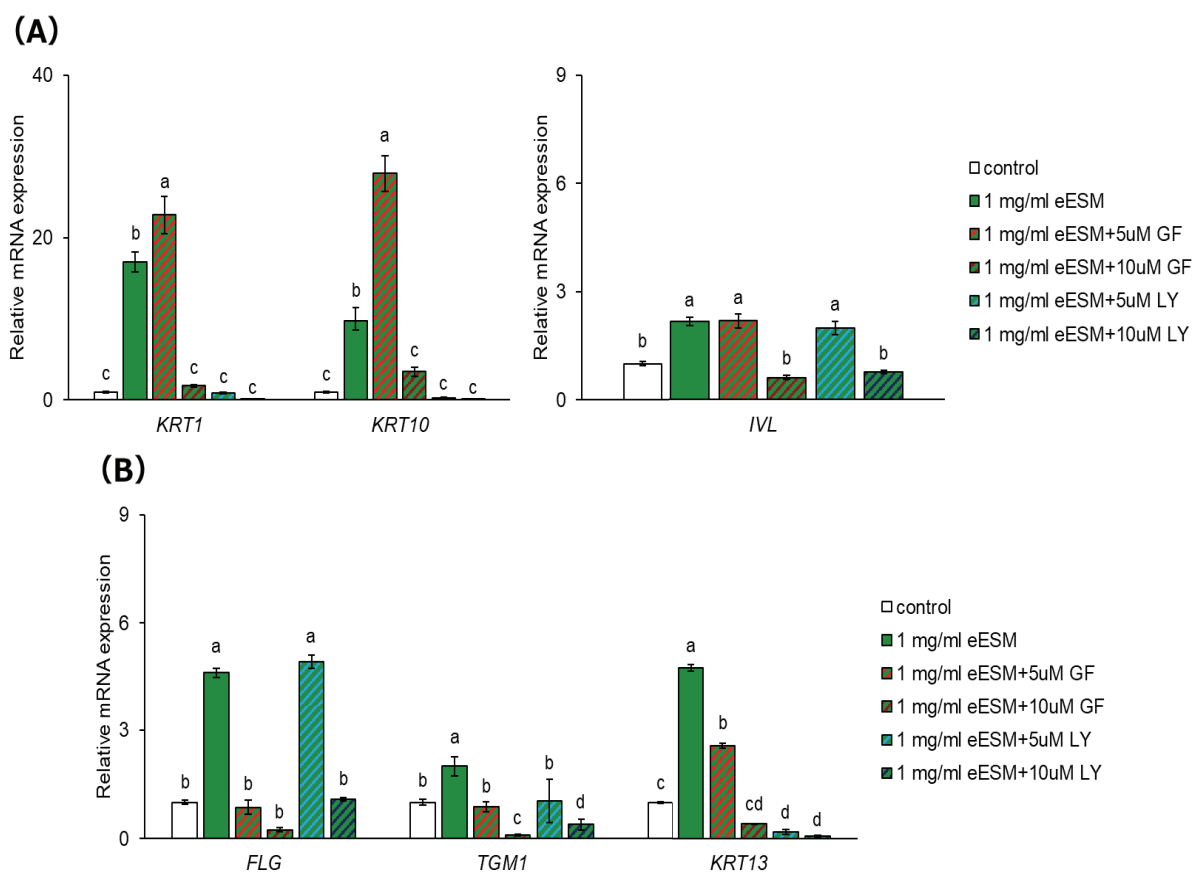 (A)
Relative mRNA expression
40
20
0
c
b
a
c
c
c
c
b
a
c
c
c
KRT1
KRT10
Relative mRNA expression
9
6
3
0
b
a
a
b
a
b
IVL
control
1 mg/ml eESM
1 mg/ml eESM+5uM GF
1 mg/ml eESM+10uM GF
1 mg/ml eESM+5uM LY
1 mg/ml eESM+10uM LY
(B)
Relative mRNA expression
9
6
3
0
b
a
b
b
a
b
b
a
b
c
b
d
c
a
b
cd
d
d
FLG
TGM1
KRT13
control
1 mg/ml eESM
1 mg/ml eESM+5uM GF
1 mg/ml eESM+10uM GF
1 mg/ml eESM+5uM LY
1 mg/ml eESM+10uM LY